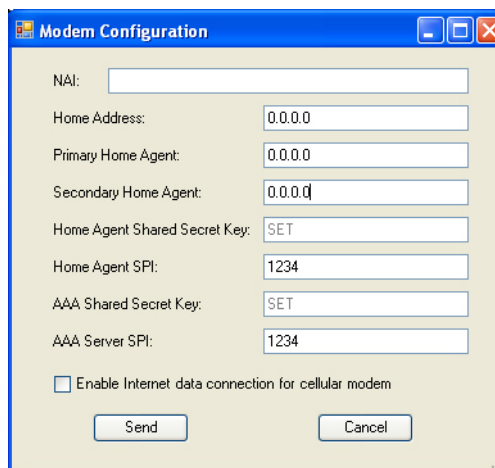 Modem Configuration
NAI:
Home Address: 0.0.0.0
Primary Home Agent: 0.0.0.0
Secondary Home Agent: 0.0.0.0
Home Agent Shared Secret Key: SET
Home Agent SPI: 1234
AAA Shared Secret Key: SET
AAA Server SPI: 1234
Enable Internet data connection for cellular modem
Send Cancel